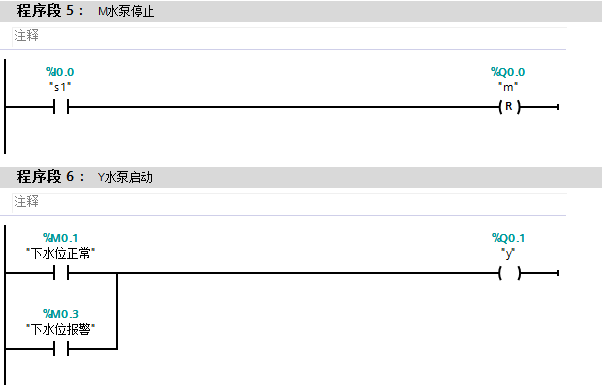 程序段 5： M水泵停止
注释
%I0.0
"s1"
%Q0.0
"m"
R
程序段 6： Y水泵启动
注释
%M0.1
"下水位正常"
%Q0.1
"y"
%M0.3
"下水位报警"